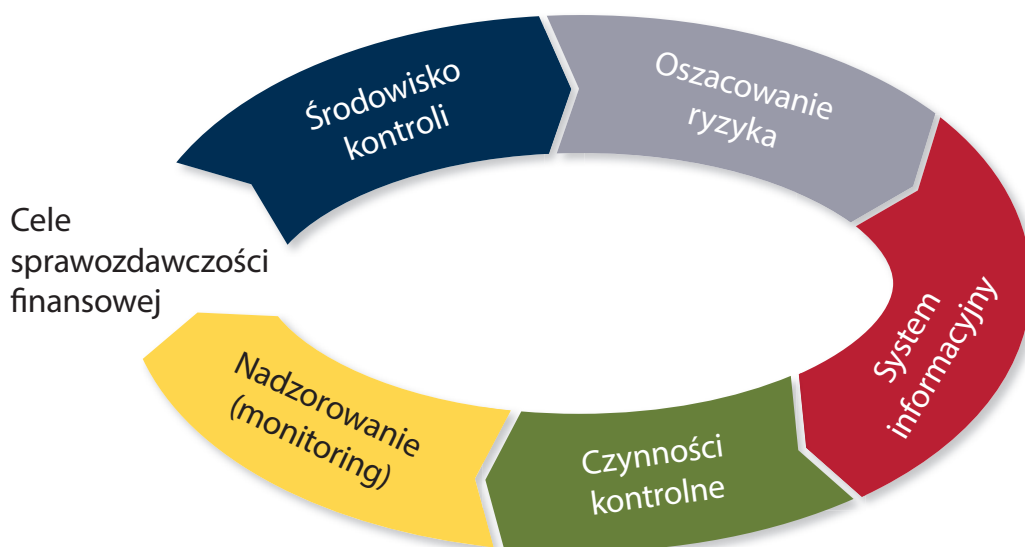 Środowisko
kontroli
Oszacowanie
ryzyka
Cele
sprawozdawczości
finansowej
System
informacyjny
Nadzorowanie
(monitoring)
Czynności
kontrolne